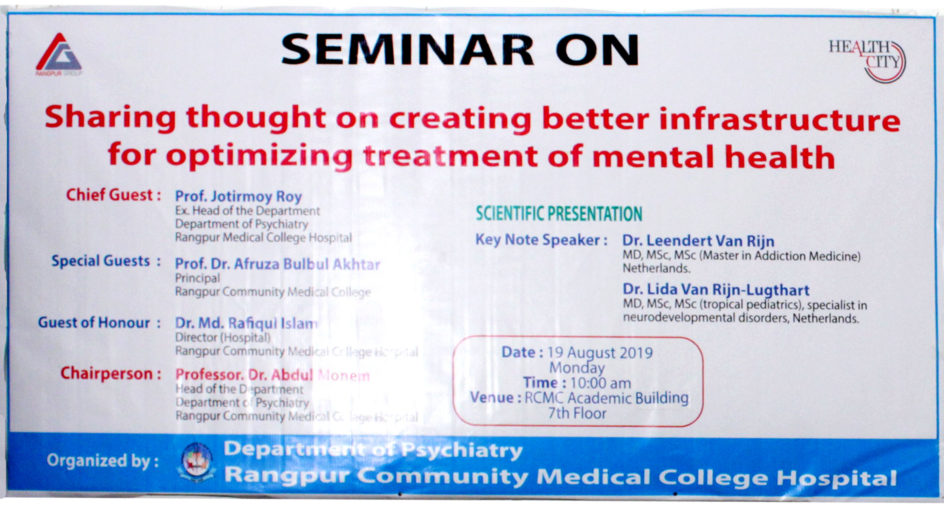 RANGPUR GROUP
SEMINAR ON
HEALTH
CITY
Sharing thought on creating better infrastructure
for optimizing treatment of mental health
Chief Guest : Prof. Jotirmoy Roy
Ex. Head of the Department
Department of Psychiatry
Rangpur Medical College Hospital
Special Guests : Prof. Dr. Afruza Bulbul Akhtar
Principal
Rangpur Community Medical College
Guest of Honour : Dr. Md. Rafiqul Islam
Director (Hospital)
Rangpur Community Medical College Hospital
Chairperson : Professor. Dr. Abdul Monem
Head of the Department
Department of Psychiatry
Rangpur Community Medical College Hospital
SCIENTIFIC PRESENTATION
Key Note Speaker : Dr. Leendert Van Rijn
MD, MSc, MSc (Master in Addiction Medicine)
Netherlands.
Dr. Lida Van Rijn-Lugthart
MD, MSc, MSc (tropical pediatrics), specialist in
neurodevelopmental disorders, Netherlands.
Date : 19 August 2019
Monday
Time : 10:00 am
Venue : RCMC Academic Building
7th Floor
Organized by :
Department of Psychiatry
Rangpur Community Medical College Hospital